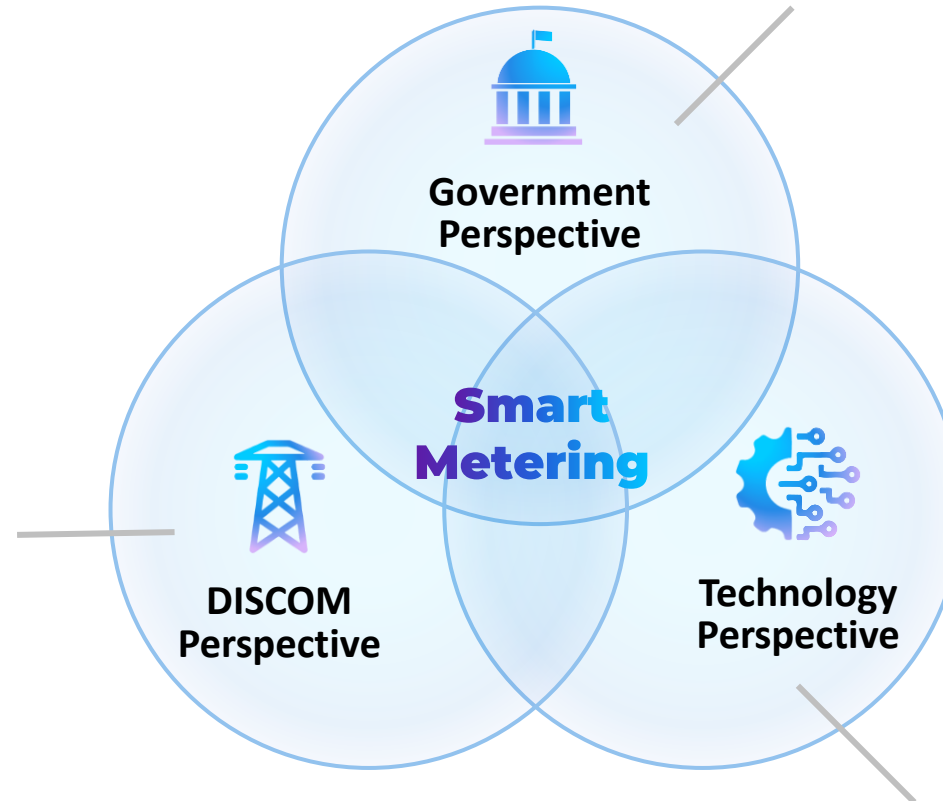 Government
Perspective
Smart
Metering
DISCOM
Perspective
Technology
Perspective